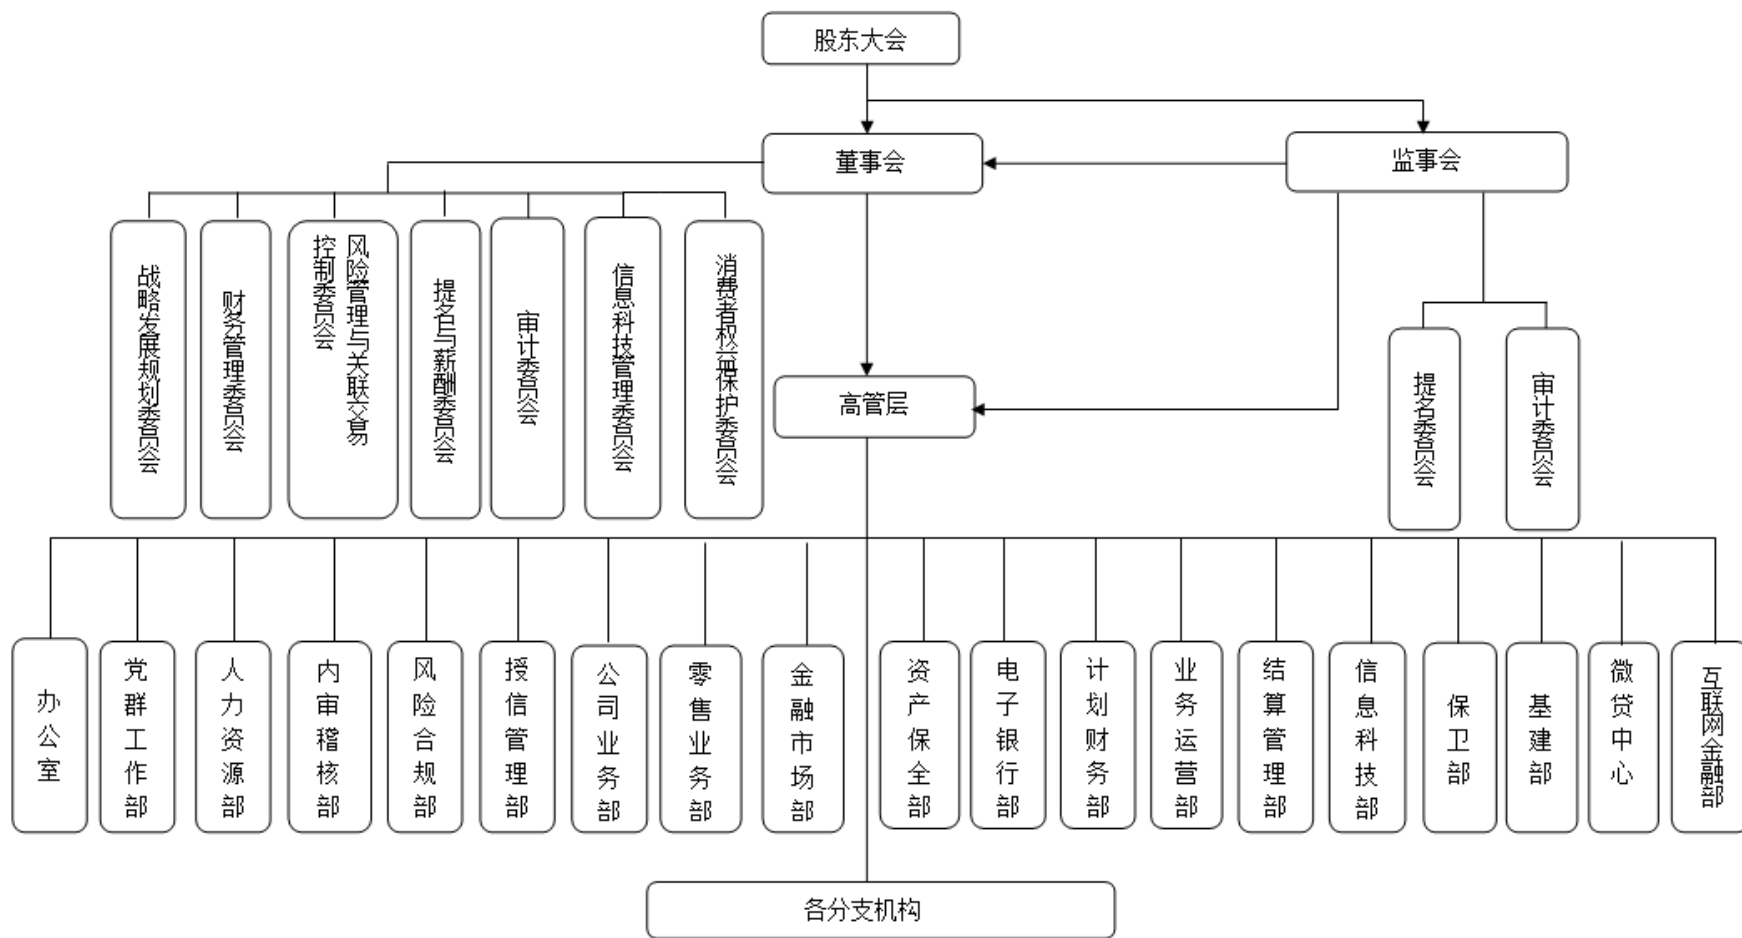 股东大会
董事会
监事会
战略发展规划委员会
财务管理委员会
风险管理与关联交易
控制委员会
提名与薪酬委员会
审计委员会
信息科技管理委员会
消费者权益保护委员会
高管层
提名委员会
审计委员会
办公室
党群工作部
人力资源部
内审稽核部
风险合规部
授信管理部
公司业务部
零售业务部
金融市场部
资产保全部
电子银行部
计划财务部
业务运营部
结算管理部
信息科技部
保卫部
基建部
微贷中心
互联网金融部
各分支机构